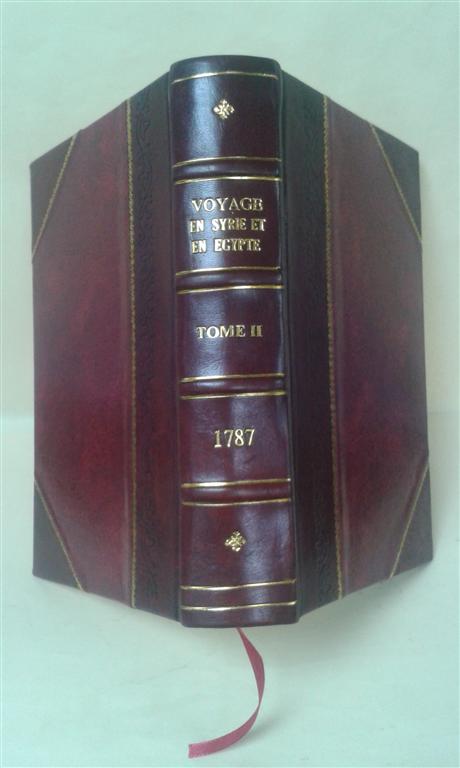 VOYAGE
EN SYRIE ET
EN EGYPTE
TOME II
1787